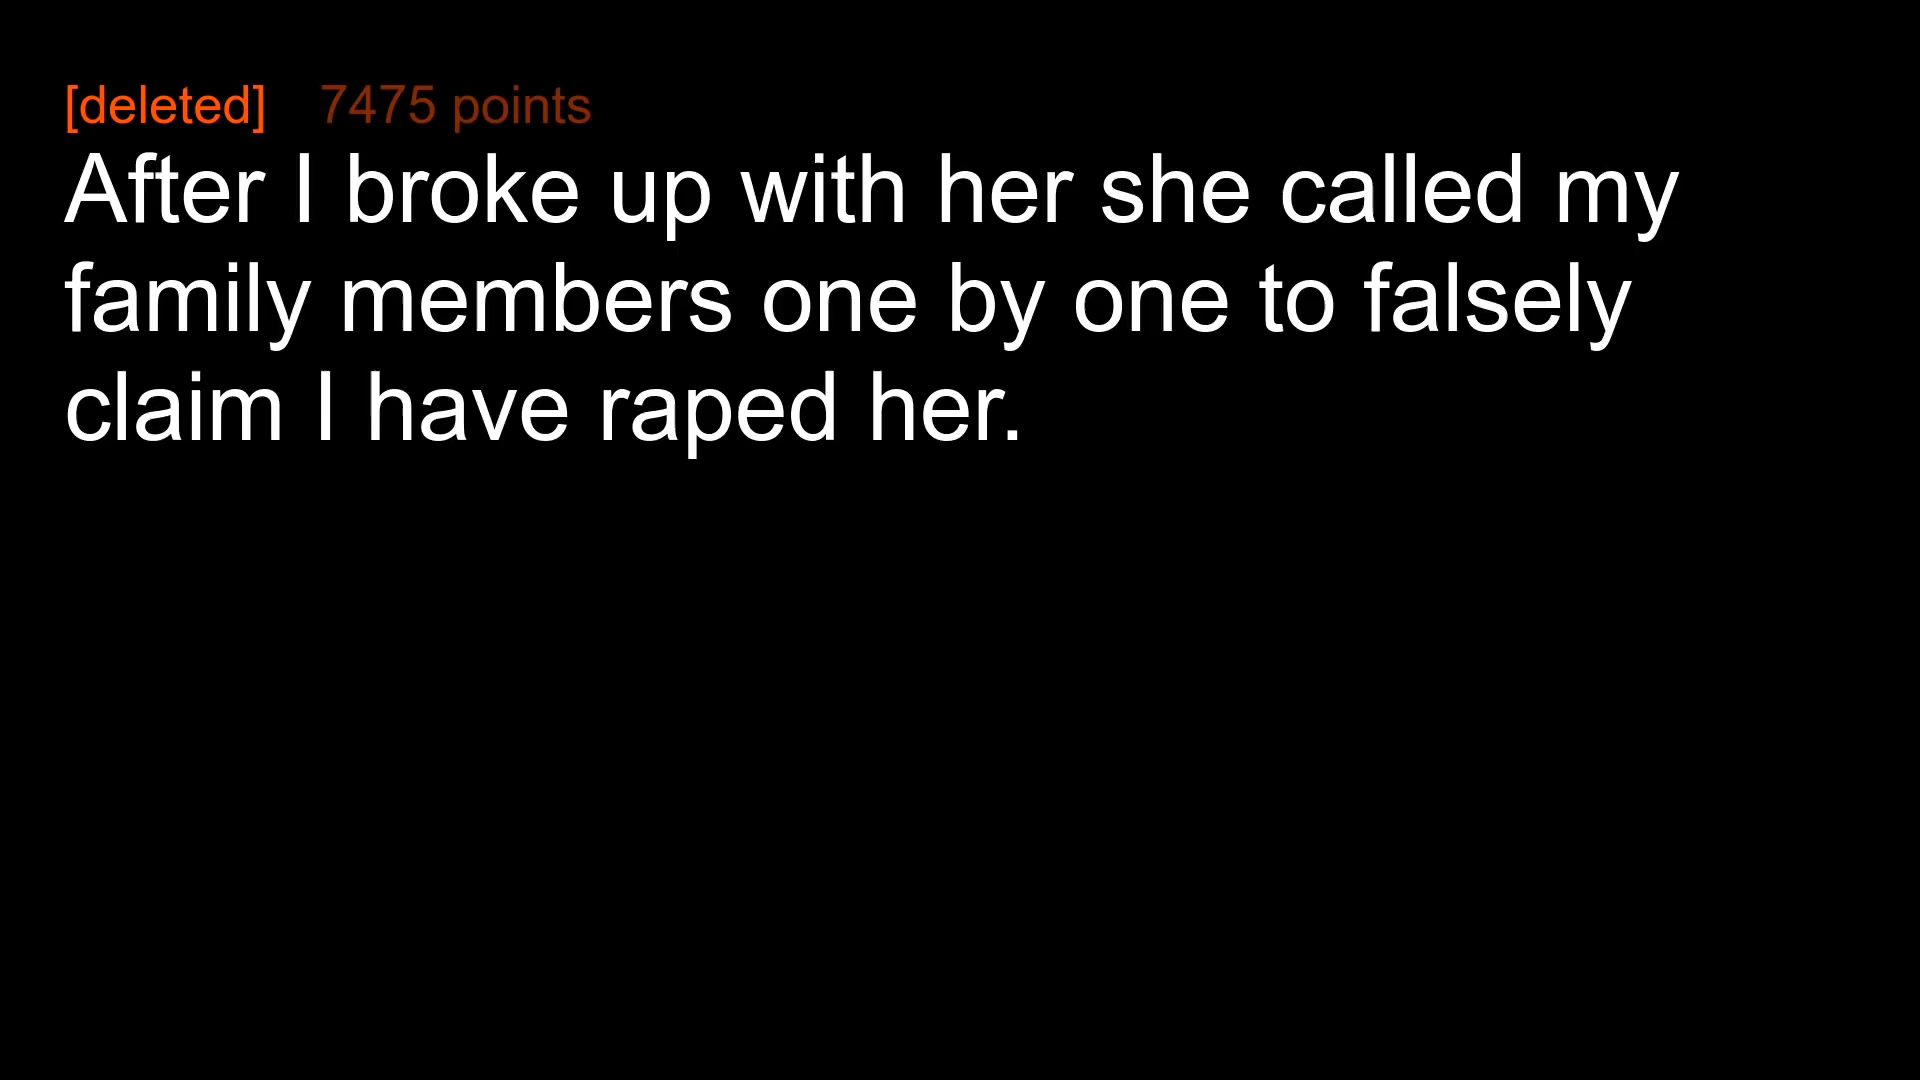 [deleted] 7475 points
After I broke up with her she called my
family members one by one to falsely
claim I have raped her.